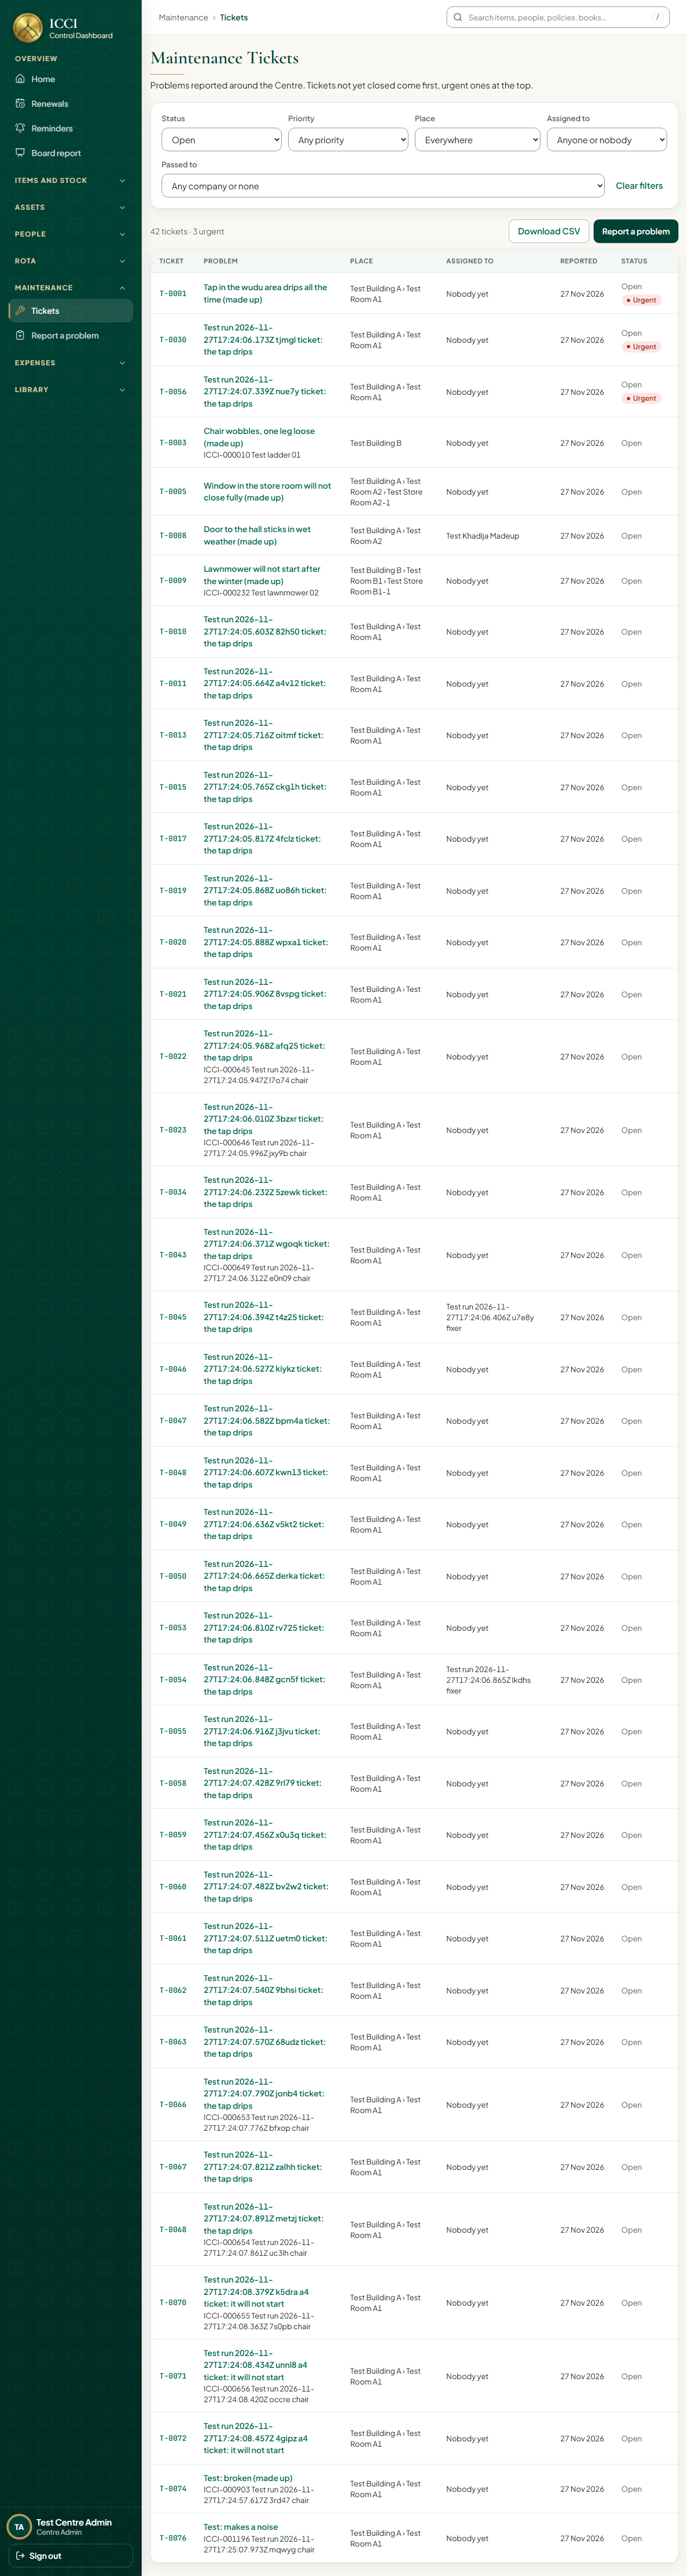 ICCI
Control Dashboard
OVERVIEW
Home
Renewals
Reminders
Board report
ITEMS AND STOCK
ASSETS
PEOPLE
ROTA
MAINTENANCE
Tickets
Report a problem
EXPENSES
LIBRARY
TA
Test Centre Admin
Centre Admin
Sign out
Maintenance › Tickets
Search items, people, policies, books… /
Maintenance Tickets
Problems reported around the Centre. Tickets not yet closed come first, urgent ones at the top.
Status Priority Place Assigned to
Open Any priority Everywhere Anyone or nobody
Passed to
Any company or none Clear filters
42 tickets · 3 urgent Download CSV Report a problem
TICKET PROBLEM PLACE ASSIGNED TO REPORTED STATUS
T-0001 Tap in the wudu area drips all the time (made up) Test Building A › Test Room A1 Nobody yet 27 Nov 2026 Open Urgent
T-0030 Test run 2026-11-27T17:24:06.173Z tjmgl ticket: the tap drips Test Building A › Test Room A1 Nobody yet 27 Nov 2026 Open Urgent
T-0056 Test run 2026-11-27T17:24:07.339Z nue7y ticket: the tap drips Test Building A › Test Room A1 Nobody yet 27 Nov 2026 Open Urgent
T-0003 Chair wobbles, one leg loose (made up) ICCI-000010 Test ladder 01 Test Building B Nobody yet 27 Nov 2026 Open
T-0005 Window in the store room will not close fully (made up) Test Building A › Test Room A2 › Test Store Room A2-1 Nobody yet 27 Nov 2026 Open
T-0008 Door to the hall sticks in wet weather (made up) Test Building A › Test Room A2 Test Khadija Madeup 27 Nov 2026 Open
T-0009 Lawnmower will not start after the winter (made up) ICCI-000232 Test lawnmower 02 Test Building B › Test Room B1 › Test Store Room B1-1 Nobody yet 27 Nov 2026 Open
T-0010 Test run 2026-11-27T17:24:05.603Z 82h50 ticket: the tap drips Test Building A › Test Room A1 Nobody yet 27 Nov 2026 Open
T-0011 Test run 2026-11-27T17:24:05.664Z a4v12 ticket: the tap drips Test Building A › Test Room A1 Nobody yet 27 Nov 2026 Open
T-0013 Test run 2026-11-27T17:24:05.716Z oitmf ticket: the tap drips Test Building A › Test Room A1 Nobody yet 27 Nov 2026 Open
T-0015 Test run 2026-11-27T17:24:05.765Z ckg1h ticket: the tap drips Test Building A › Test Room A1 Nobody yet 27 Nov 2026 Open
T-0017 Test run 2026-11-27T17:24:05.817Z 4fclz ticket: the tap drips Test Building A › Test Room A1 Nobody yet 27 Nov 2026 Open
T-0019 Test run 2026-11-27T17:24:05.868Z uo86h ticket: the tap drips Test Building A › Test Room A1 Nobody yet 27 Nov 2026 Open
T-0020 Test run 2026-11-27T17:24:05.888Z wpxa1 ticket: the tap drips Test Building A › Test Room A1 Nobody yet 27 Nov 2026 Open
T-0021 Test run 2026-11-27T17:24:05.906Z 8vspg ticket: the tap drips Test Building A › Test Room A1 Nobody yet 27 Nov 2026 Open
T-0022 Test run 2026-11-27T17:24:05.968Z afq25 ticket: the tap drips ICCI-000645 Test run 2026-11-27T17:24:05.947Z l7o74 chair Test Building A › Test Room A1 Nobody yet 27 Nov 2026 Open
T-0023 Test run 2026-11-27T17:24:06.010Z 3bzxr ticket: the tap drips ICCI-000646 Test run 2026-11-27T17:24:05.996Z jxy9b chair Test Building A › Test Room A1 Nobody yet 27 Nov 2026 Open
T-0034 Test run 2026-11-27T17:24:06.232Z 5zewk ticket: the tap drips Test Building A › Test Room A1 Nobody yet 27 Nov 2026 Open
T-0043 Test run 2026-11-27T17:24:06.371Z wgoqk ticket: the tap drips ICCI-000649 Test run 2026-11-27T17:24:06.312Z e0n09 chair Test Building A › Test Room A1 Nobody yet 27 Nov 2026 Open
T-0045 Test run 2026-11-27T17:24:06.394Z t4z25 ticket: the tap drips Test Building A › Test Room A1 Test run 2026-11-27T17:24:06.406Z u7e8y fixer 27 Nov 2026 Open
T-0046 Test run 2026-11-27T17:24:06.527Z kiykz ticket: the tap drips Test Building A › Test Room A1 Nobody yet 27 Nov 2026 Open
T-0047 Test run 2026-11-27T17:24:06.582Z bpm4a ticket: the tap drips Test Building A › Test Room A1 Nobody yet 27 Nov 2026 Open
T-0048 Test run 2026-11-27T17:24:06.607Z kwn13 ticket: the tap drips Test Building A › Test Room A1 Nobody yet 27 Nov 2026 Open
T-0049 Test run 2026-11-27T17:24:06.636Z v5kt2 ticket: the tap drips Test Building A › Test Room A1 Nobody yet 27 Nov 2026 Open
T-0050 Test run 2026-11-27T17:24:06.665Z derka ticket: the tap drips Test Building A › Test Room A1 Nobody yet 27 Nov 2026 Open
T-0053 Test run 2026-11-27T17:24:06.810Z rv725 ticket: the tap drips Test Building A › Test Room A1 Nobody yet 27 Nov 2026 Open
T-0054 Test run 2026-11-27T17:24:06.848Z gcn5f ticket: the tap drips Test Building A › Test Room A1 Test run 2026-11-27T17:24:06.865Z lkdhs fixer 27 Nov 2026 Open
T-0055 Test run 2026-11-27T17:24:06.916Z j3jvu ticket: the tap drips Test Building A › Test Room A1 Nobody yet 27 Nov 2026 Open
T-0058 Test run 2026-11-27T17:24:07.428Z 9rl79 ticket: the tap drips Test Building A › Test Room A1 Nobody yet 27 Nov 2026 Open
T-0059 Test run 2026-11-27T17:24:07.456Z x0u3q ticket: the tap drips Test Building A › Test Room A1 Nobody yet 27 Nov 2026 Open
T-0060 Test run 2026-11-27T17:24:07.482Z bv2w2 ticket: the tap drips Test Building A › Test Room A1 Nobody yet 27 Nov 2026 Open
T-0061 Test run 2026-11-27T17:24:07.511Z uetm0 ticket: the tap drips Test Building A › Test Room A1 Nobody yet 27 Nov 2026 Open
T-0062 Test run 2026-11-27T17:24:07.540Z 9bhsi ticket: the tap drips Test Building A › Test Room A1 Nobody yet 27 Nov 2026 Open
T-0063 Test run 2026-11-27T17:24:07.570Z 68udz ticket: the tap drips Test Building A › Test Room A1 Nobody yet 27 Nov 2026 Open
T-0066 Test run 2026-11-27T17:24:07.790Z jonb4 ticket: the tap drips ICCI-000653 Test run 2026-11-27T17:24:07.776Z bfxop chair Test Building A › Test Room A1 Nobody yet 27 Nov 2026 Open
T-0067 Test run 2026-11-27T17:24:07.821Z zalhh ticket: the tap drips Test Building A › Test Room A1 Nobody yet 27 Nov 2026 Open
T-0068 Test run 2026-11-27T17:24:07.891Z metzj ticket: the tap drips ICCI-000654 Test run 2026-11-27T17:24:07.861Z uc3lh chair Test Building A › Test Room A1 Nobody yet 27 Nov 2026 Open
T-0070 Test run 2026-11-27T17:24:08.379Z k5dra a4 ticket: it will not start ICCI-000655 Test run 2026-11-27T17:24:08.363Z 7s0pb chair Test Building A › Test Room A1 Nobody yet 27 Nov 2026 Open
T-0071 Test run 2026-11-27T17:24:08.434Z unnl8 a4 ticket: it will not start ICCI-000656 Test run 2026-11-27T17:24:08.420Z occre chair Test Building A › Test Room A1 Nobody yet 27 Nov 2026 Open
T-0072 Test run 2026-11-27T17:24:08.457Z 4gipz a4 ticket: it will not start Test Building A › Test Room A1 Nobody yet 27 Nov 2026 Open
T-0074 Test: broken (made up) ICCI-000903 Test run 2026-11-27T17:24:57.617Z 3rd47 chair Test Building A › Test Room A1 Nobody yet 27 Nov 2026 Open
T-0076 Test: makes a noise ICCI-001196 Test run 2026-11-27T17:25:07.973Z mqwyg chair Test Building A › Test Room A1 Nobody yet 27 Nov 2026 Open